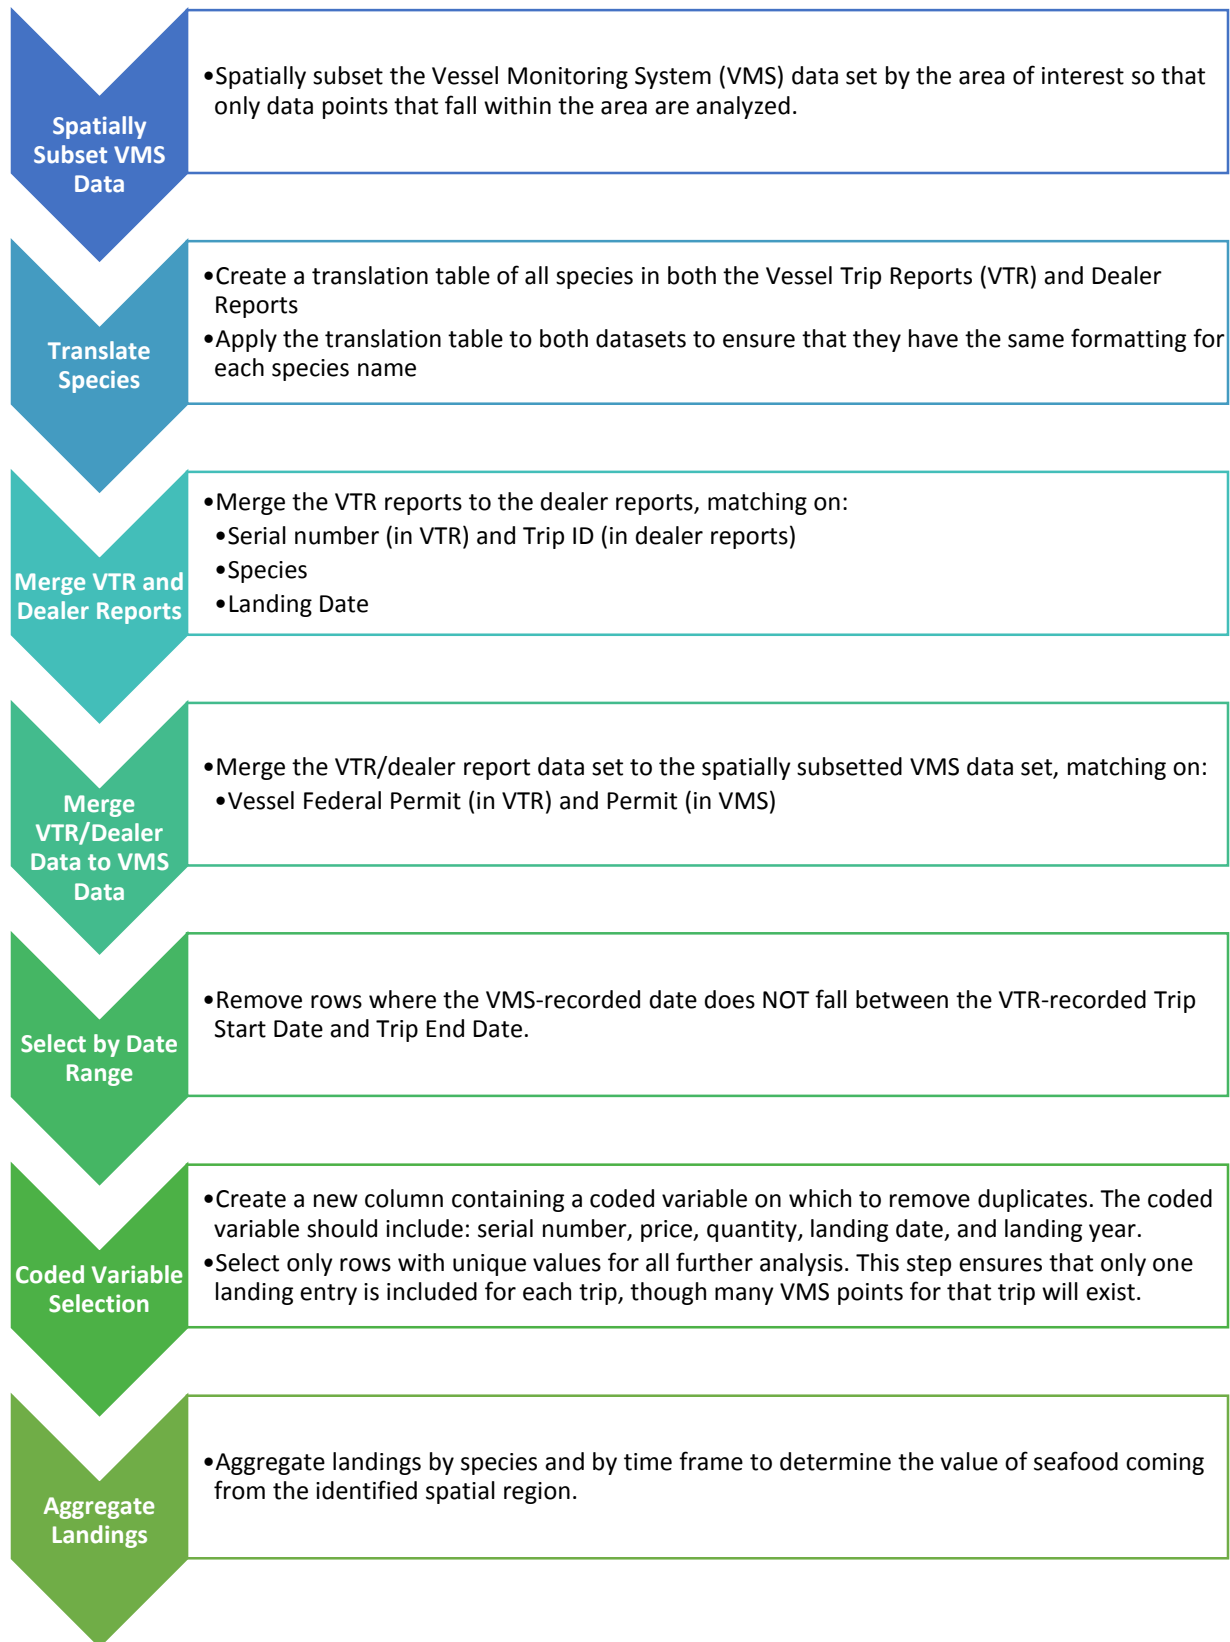 Spatially
Subset VMS
Data
•Spatially subset the Vessel Monitoring System (VMS) data set by the area of interest so that
only data points that fall within the area are analyzed.
Translate
Species
•Create a translation table of all species in both the Vessel Trip Reports (VTR) and Dealer
Reports
•Apply the translation table to both datasets to ensure that they have the same formatting for
each species name
Merge VTR and
Dealer Reports
•Merge the VTR reports to the dealer reports, matching on:
•Serial number (in VTR) and Trip ID (in dealer reports)
•Species
•Landing Date
Merge
VTR/Dealer
Data to VMS
Data
•Merge the VTR/dealer report data set to the spatially subsetted VMS data set, matching on:
•Vessel Federal Permit (in VTR) and Permit (in VMS)
Select by Date
Range
•Remove rows where the VMS-recorded date does NOT fall between the VTR-recorded Trip
Start Date and Trip End Date.
Coded Variable
Selection
•Create a new column containing a coded variable on which to remove duplicates. The coded
variable should include: serial number, price, quantity, landing date, and landing year.
•Select only rows with unique values for all further analysis. This step ensures that only one
landing entry is included for each trip, though many VMS points for that trip will exist.
Aggregate
Landings
•Aggregate landings by species and by time frame to determine the value of seafood coming
from the identified spatial region.